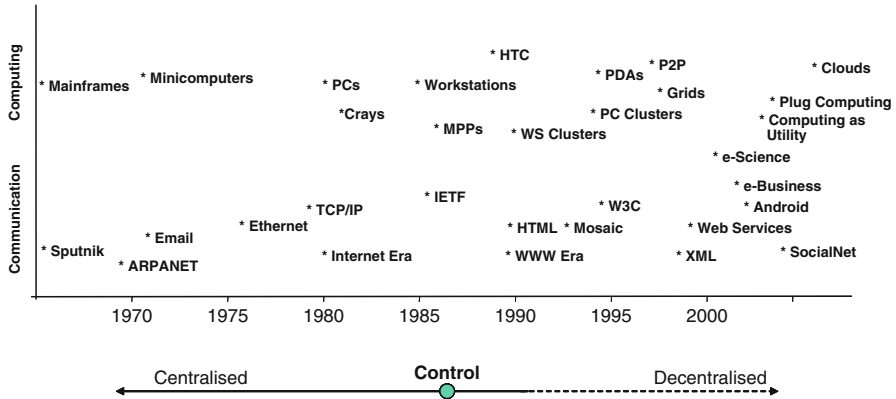 Computing
Communication
* HTC
* P2P
* Clouds
* PDAs
* Minicomputers
* Mainframes
* PCs
* Workstations
* Grids
* Plug Computing
*Crays
* PC Clusters
* Computing as
Utility
* MPPs
* WS Clusters
* e-Science
* e-Business
* IETF
* TCP/IP
* W3C
* Android
* Ethernet
* HTML
* Mosaic
* Web Services
* Email
* Sputnik
* Internet Era
* WWW Era
* XML
* SocialNet
* ARPANET
1970 1975 1980 1985 1990 1995 2000
Control
Centralised
Decentralised